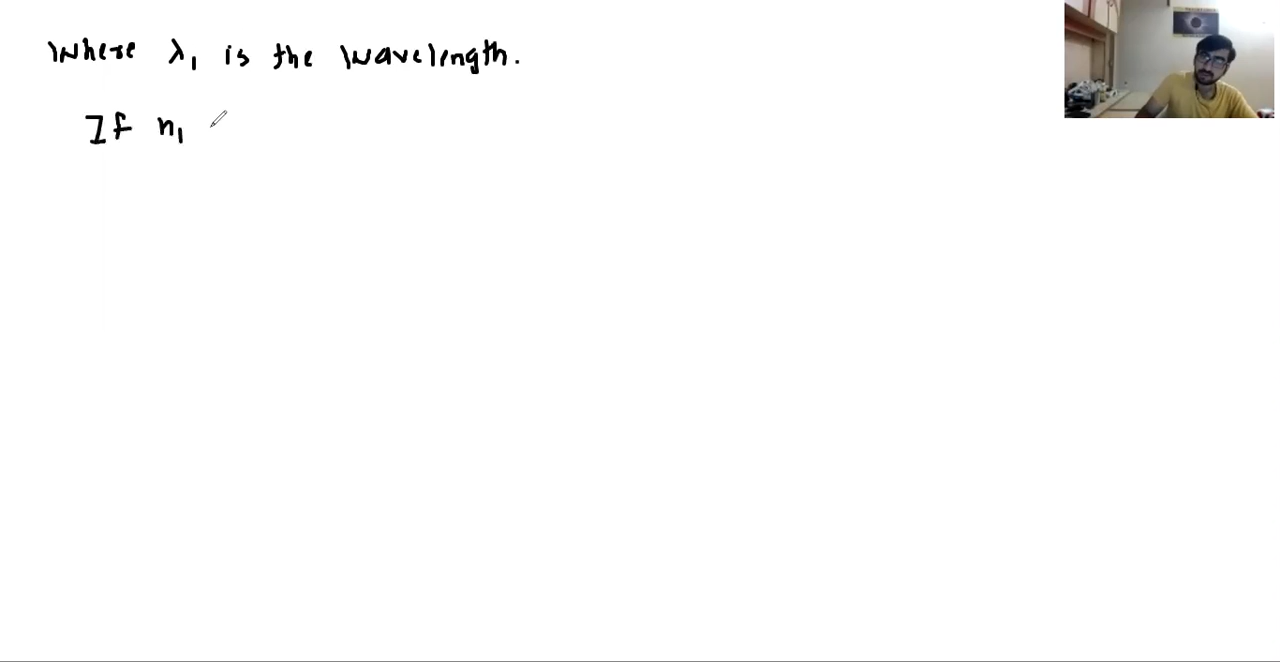 Where λ₁ is the wavelength.
If n₁